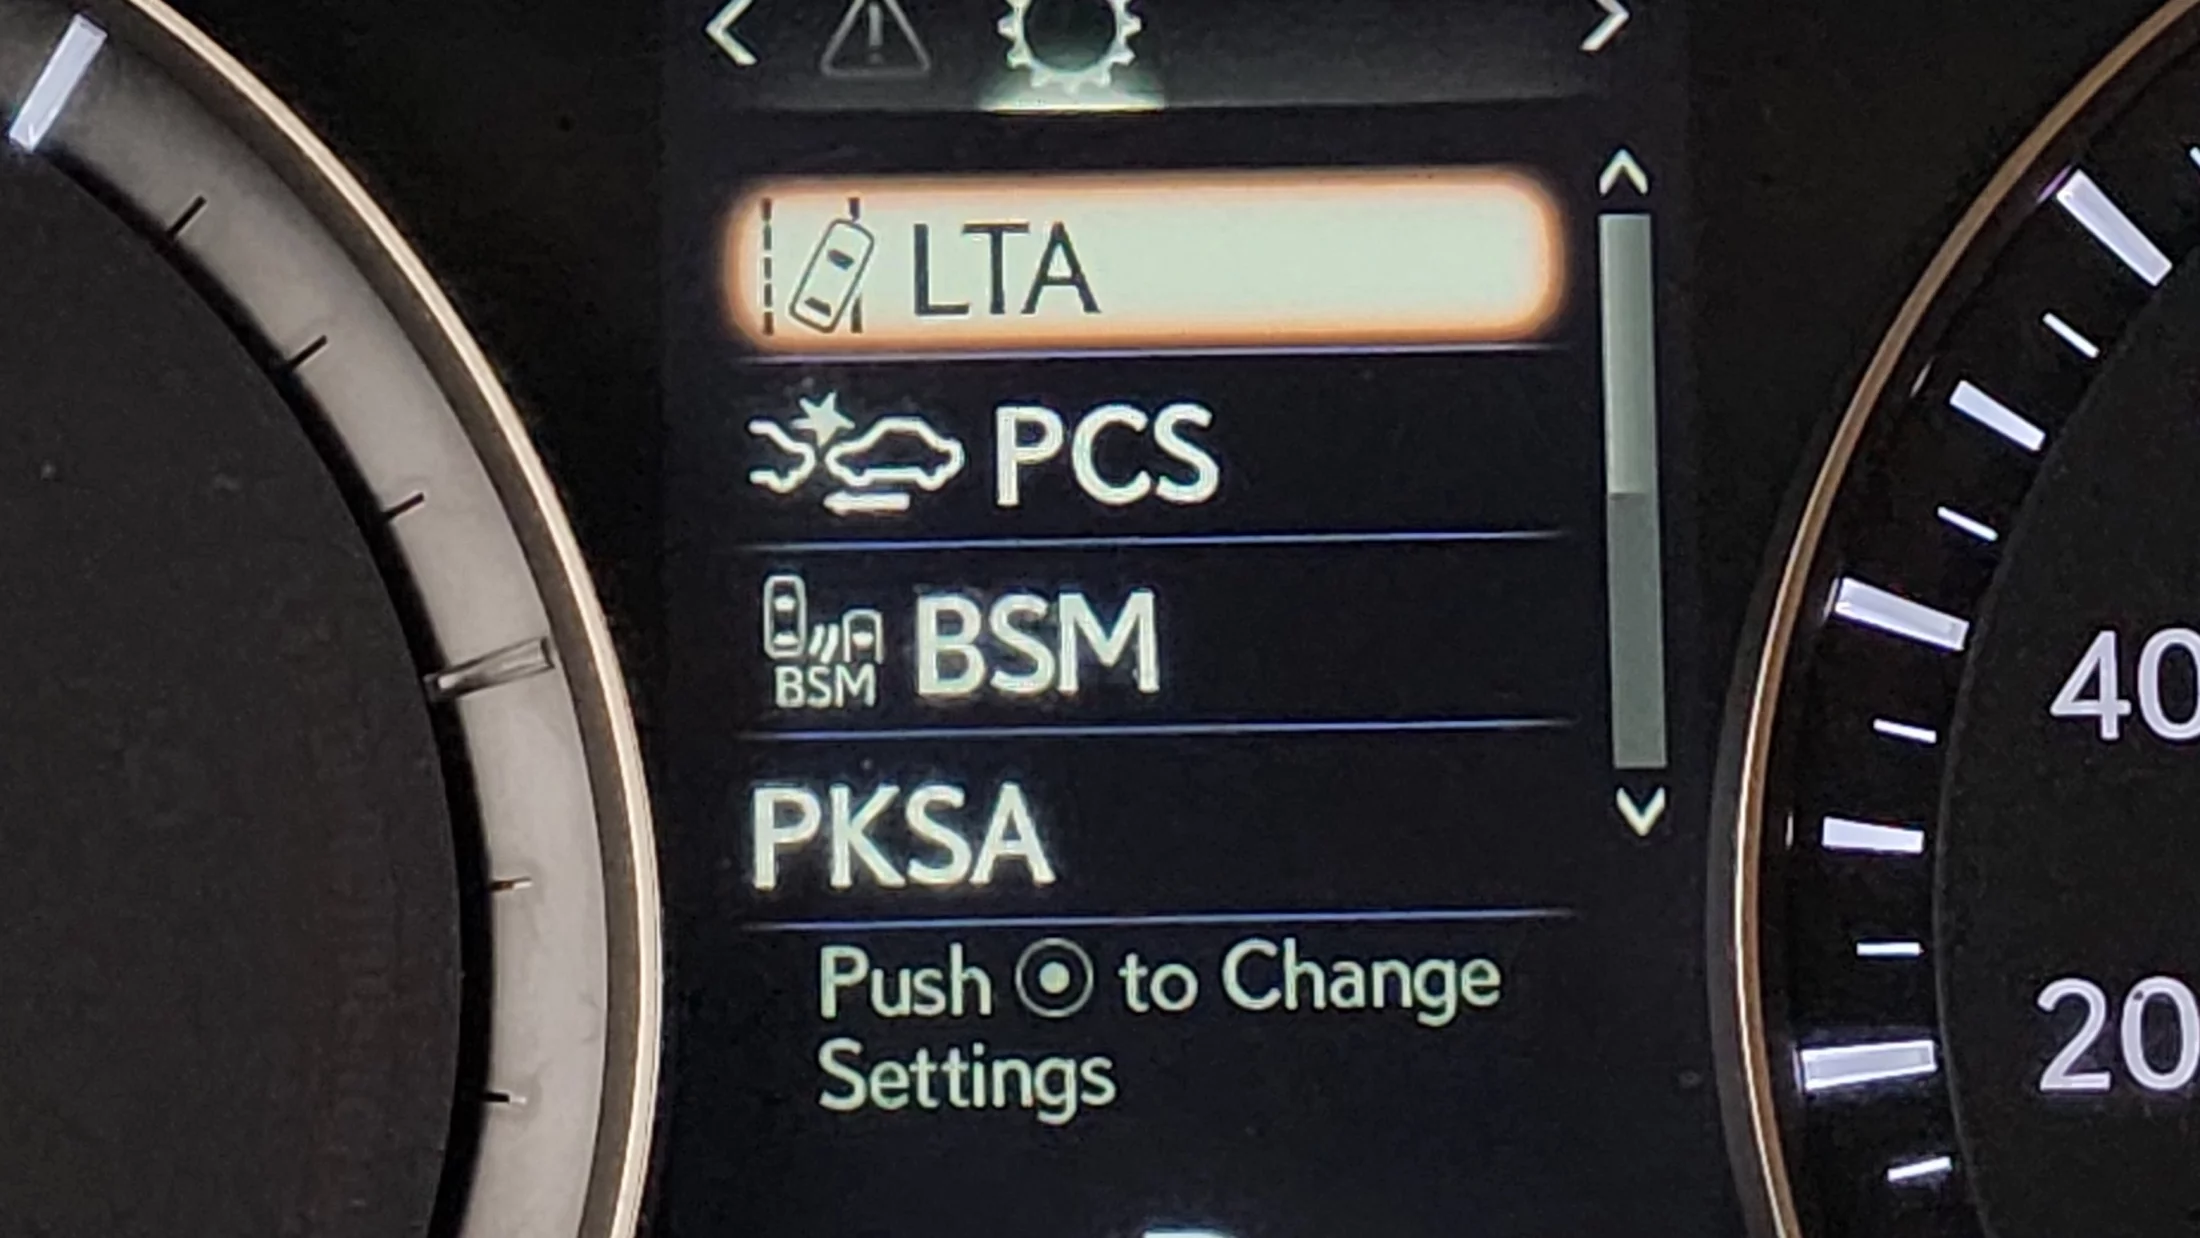 LTA
PCS
BSM BSM
PKSA
Push to Change
Settings
40
20